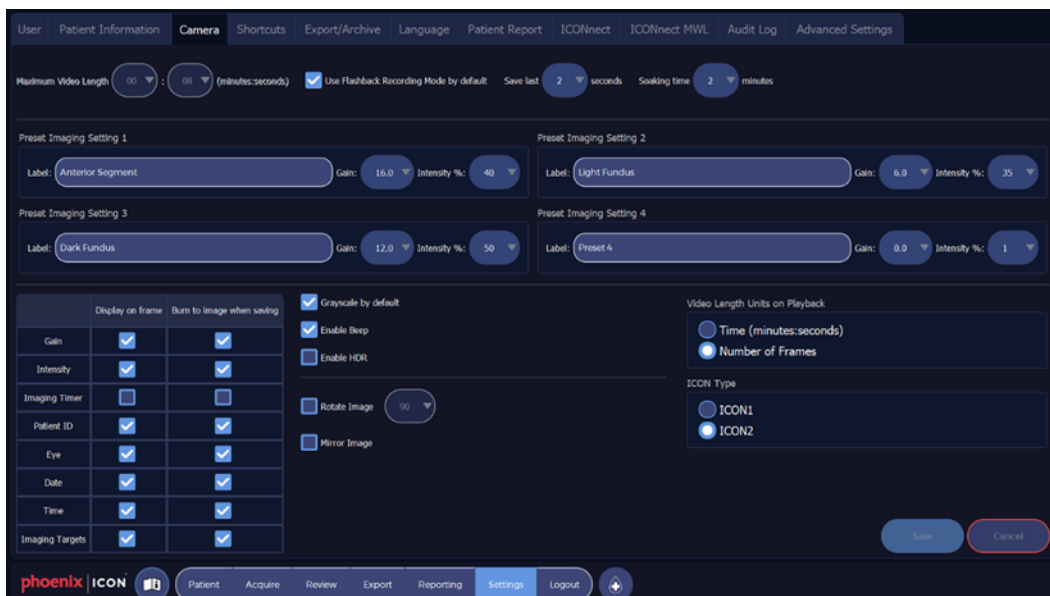 User Patient Information Camera Shortcuts Export/Archive Language Patient Report ICONnect ICONnect MWL Audit Log Advanced Settings
Maximum Video Length 00 : 08 (minutes:seconds) Use Flashback Recording Mode by default Save last 2 seconds Soaking time 2 minutes
Preset Imaging Setting 1 Preset Imaging Setting 2
Label: Anterior Segment Gain: 16.0 Intensity %: 40 Label: Light Fundus Gain: 6.0 Intensity %: 35
Preset Imaging Setting 3 Preset Imaging Setting 4
Label: Dark Fundus Gain: 12.0 Intensity %: 50 Label: Preset 4 Gain: 0.0 Intensity %: 1
Display on frame Burn to image when saving
Gain
Intensity
Imaging Timer
Patient ID
Eye
Date
Time
Imaging Targets
Grayscale by default
Enable Beep
Enable HDR
Rotate Image 90
Mirror Image
Video Length Units on Playback
Time (minutes:seconds)
Number of Frames
ICON Type
ICON1
ICON2
Save Cancel
phoenix ICON Patient Acquire Review Export Reporting Settings Logout